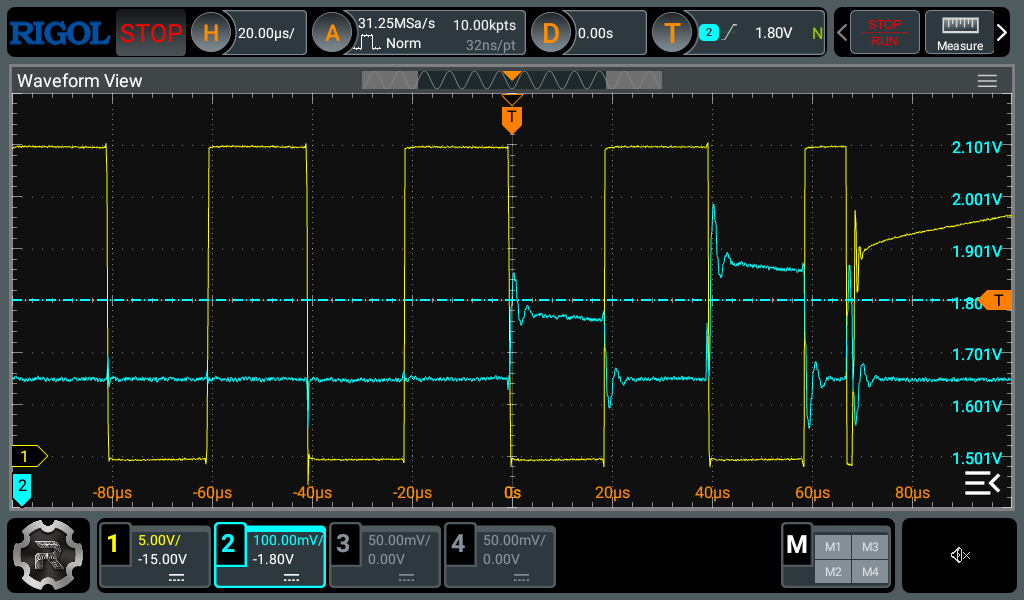 RIGOL STOP H 20.00µs/ A 31.25MSa/s 10.00kpts D 0.00s T 2 1.80V N STOP
Norm 32ns/pt RUN Measure
Waveform View
T
2.101V
2.001V
1.901V
1.80 T
1.701V
1.601V
1 1.501V
2 -80µs -60µs -40µs -20µs 0s 20µs 40µs 60µs 80µs
1 5.00V/ 2 100.00mV/ 3 50.00mV/ 4 50.00mV/ M M1 M3
-15.00V -1.80V 0.00V 0.00V M2 M4
R